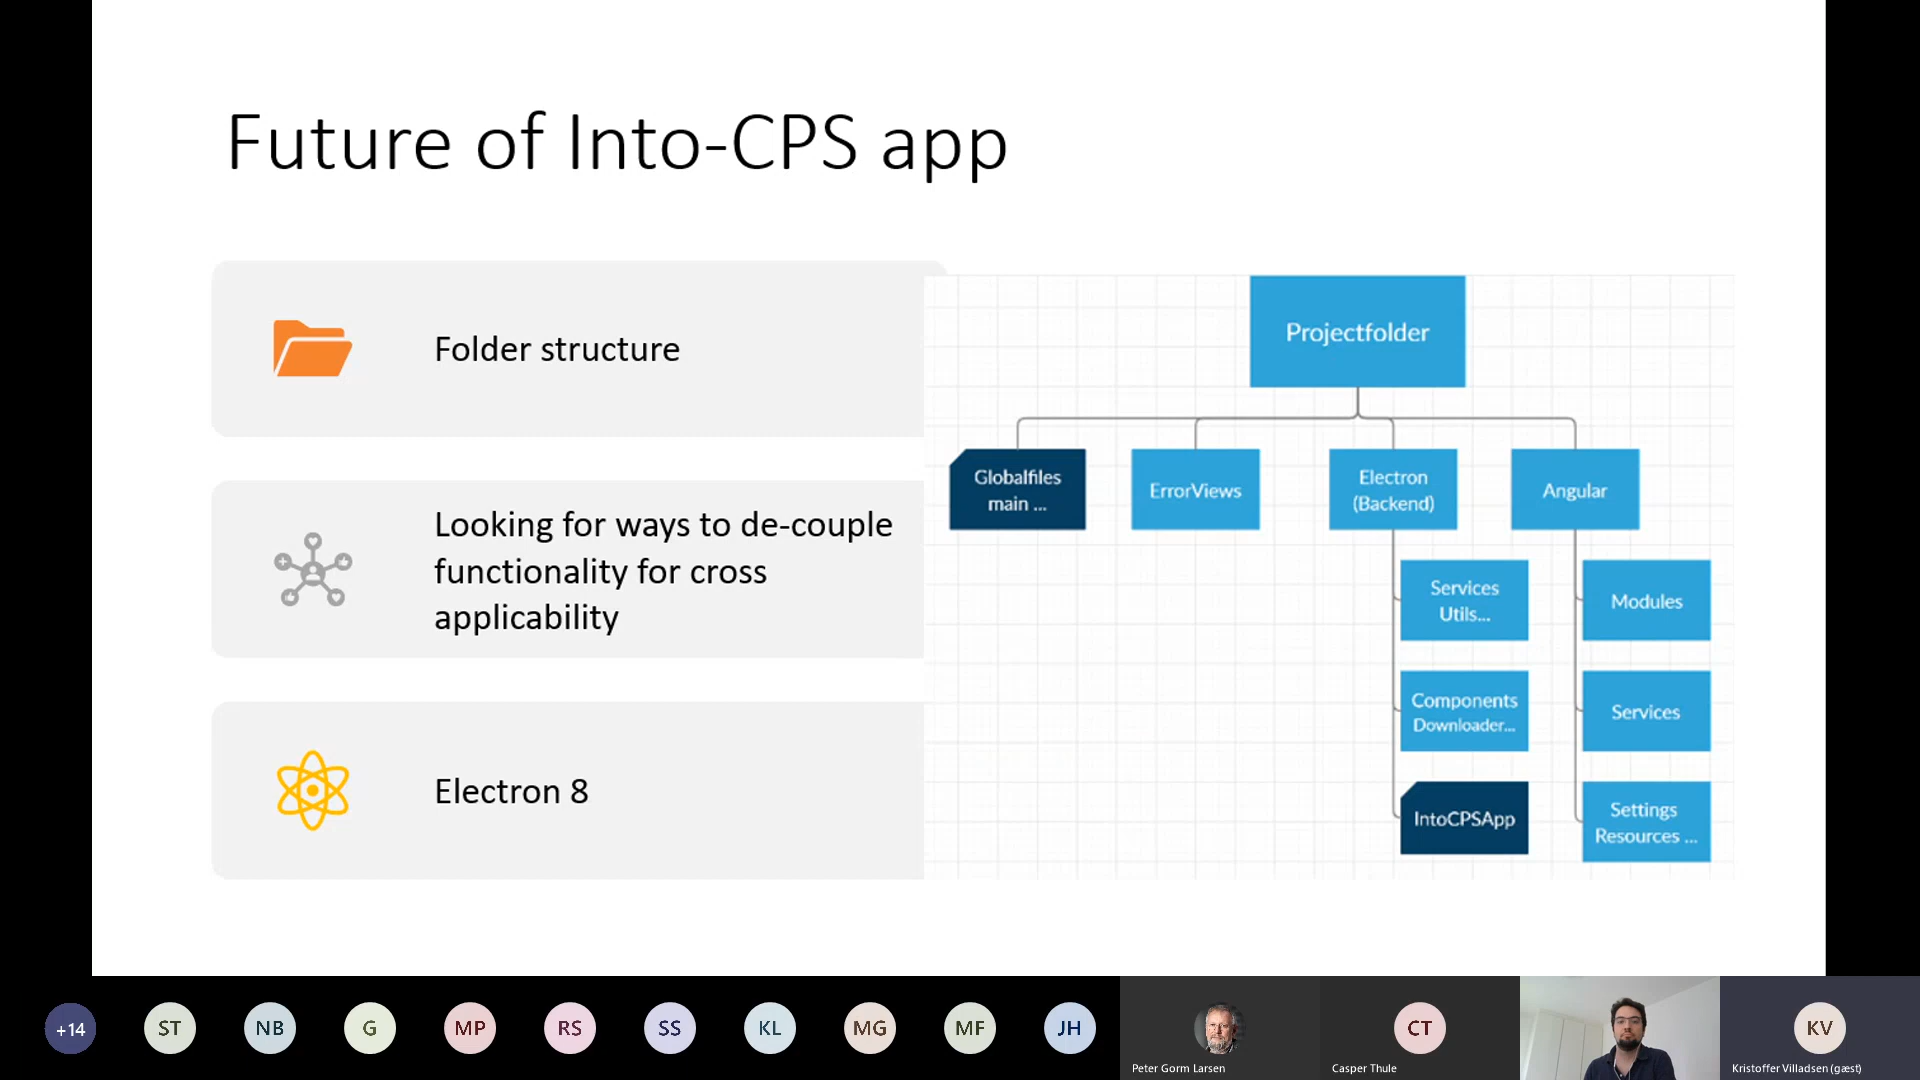 Future of Into-CPS app
Folder structure
Looking for ways to de-couple
functionality for cross
applicability
Electron 8
Projectfolder
Globalfiles
main ...
ErrorViews
Electron
(Backend)
Angular
Services
Utils...
Modules
Components
Downloader...
Services
IntoCPSApp
Settings
Resources ...
+14
ST
NB
G
MP
RS
SS
KL
MG
MF
JH
Peter Gorm Larsen
CT
Casper Thule
KV
Kristoffer Villadsen (gæst)